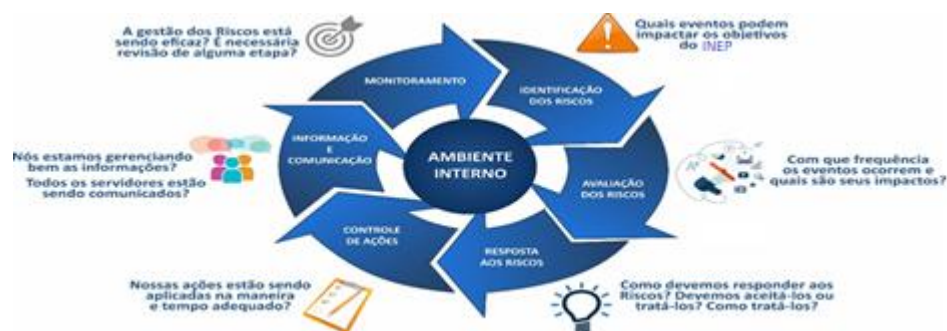 A gestão dos Riscos está
sendo eficaz? É necessária
revisão de alguma etapa?
Quais eventos podem
impactar os objetivos
do INEP
MONITORAMENTO
IDENTIFICAÇÃO
DOS RISCOS
INFORMAÇÃO
E
COMUNICAÇÃO
AMBIENTE
INTERNO
Nós estamos gerenciando
bem as informações?
Todos os servidores estão
sendo comunicados?
Com que frequência
os eventos ocorrem e
quais são seus impactos?
AVALIAÇÃO
DOS RISCOS
CONTROLE
DE AÇÕES
RESPOSTA
AOS RISCOS
Nossas ações estão sendo
aplicadas na maneira
e tempo adequado?
Como devemos responder aos
Riscos? Devemos aceitá-los ou
tratá-los? Como tratá-los?